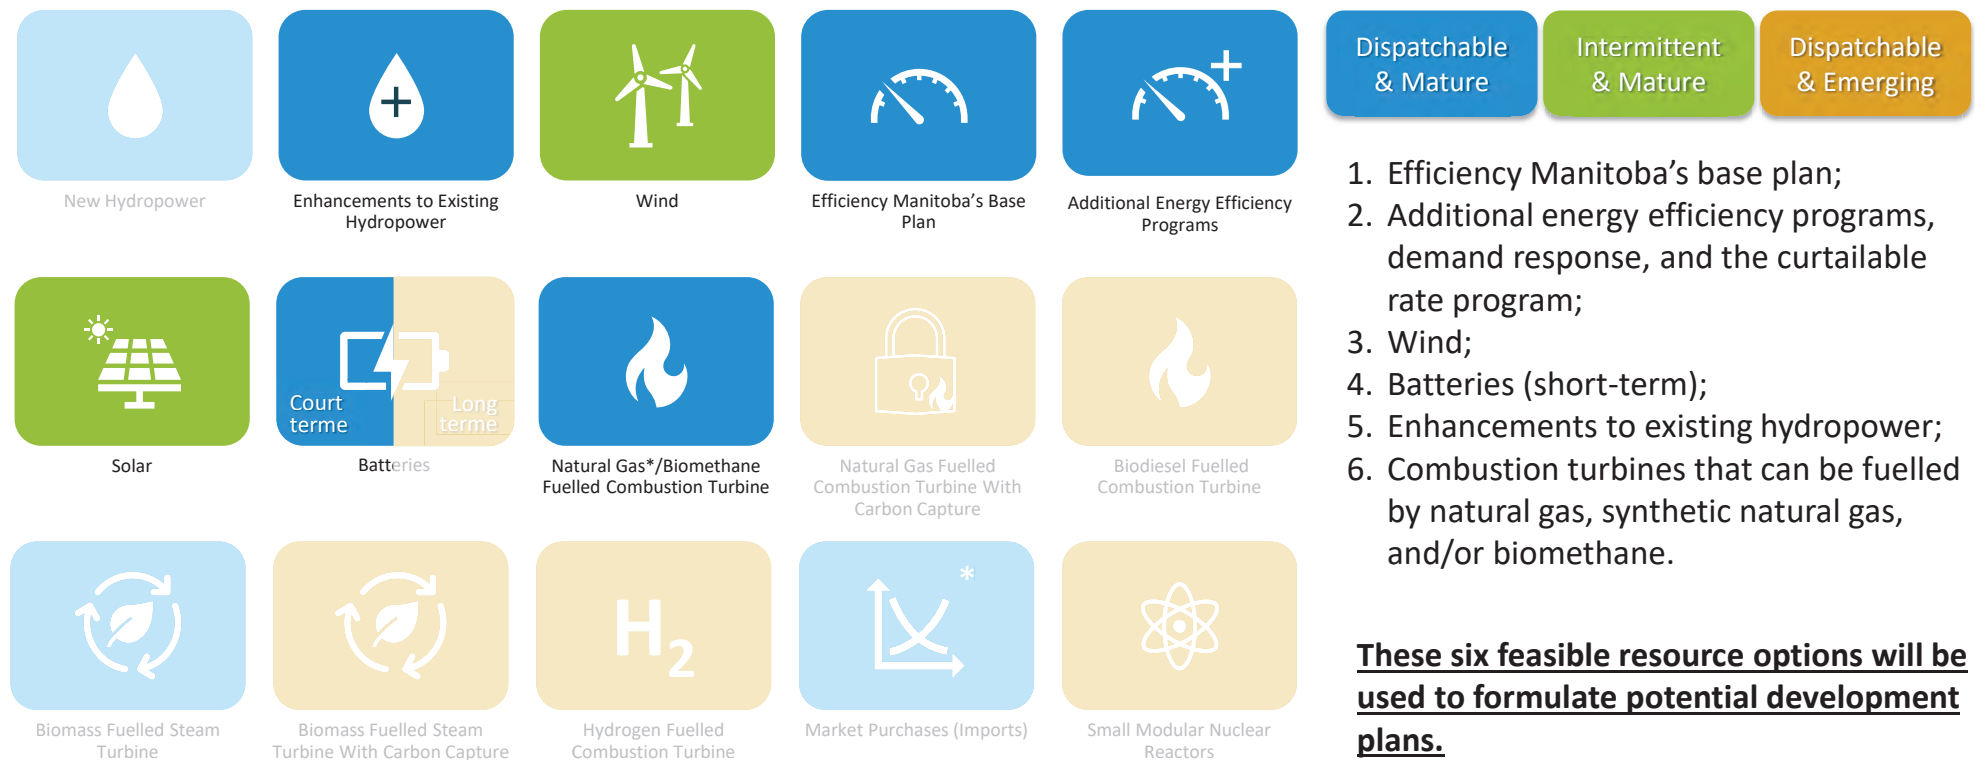 New Hydropower
Enhancements to Existing
Hydropower
Wind
Efficiency Manitoba's Base
Plan
Additional Energy Efficiency
Programs
Solar
Court
terme
Long
terme
Batteries
Natural Gas*/Biomethane
Fuelled Combustion Turbine
Natural Gas Fuelled
Combustion Turbine With
Carbon Capture
Biodiesel Fuelled
Combustion Turbine
Biomass Fuelled Steam
Turbine
Biomass Fuelled Steam
Turbine With Carbon Capture
H2
Hydrogen Fuelled
Combustion Turbine
*
Market Purchases (Imports)
Small Modular Nuclear
Reactors
Dispatchable
& Mature
Intermittent
& Mature
Dispatchable
& Emerging
1. Efficiency Manitoba's base plan;
2. Additional energy efficiency programs,
demand response, and the curtailable
rate program;
3. Wind;
4. Batteries (short-term);
5. Enhancements to existing hydropower;
6. Combustion turbines that can be fuelled
by natural gas, synthetic natural gas,
and/or biomethane.
These six feasible resource options will be
used to formulate potential development
plans.